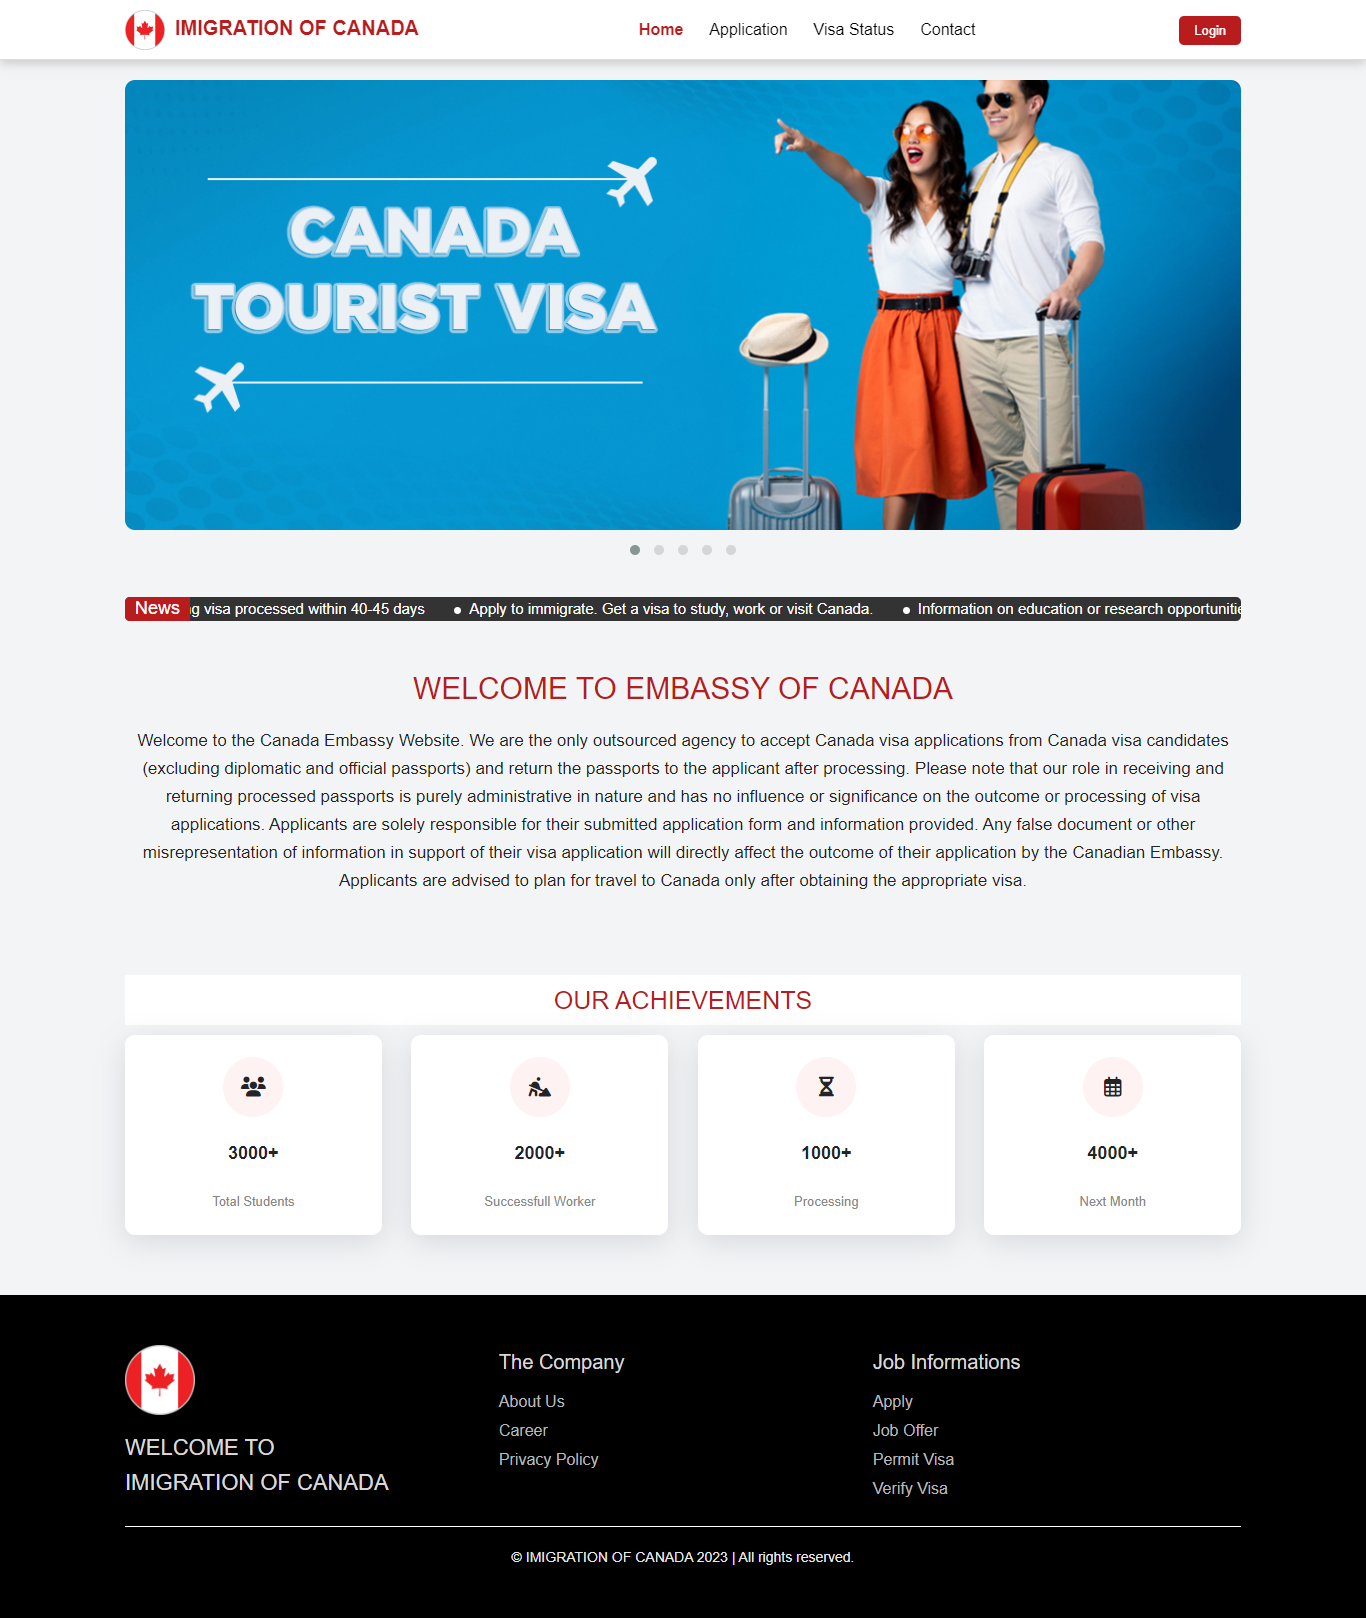 IMIGRATION OF CANADA
Home Application Visa Status Contact
Login
CANADA
TOURIST VISA
News
visa processed within 40-45 days ● Apply to immigrate. Get a visa to study, work or visit Canada. ● Information on education or research
WELCOME TO EMBASSY OF CANADA
Welcome to the Canada Embassy Website. We are the only outsourced agency to accept Canada visa applications from Canada visa candidates
(excluding diplomatic and official passports) and return the passports to the applicant after processing. Please note that our role in receiving and
returning processed passports is purely administrative in nature and has no influence or significance on the outcome or processing of visa
applications. Applicants are solely responsible for their submitted application form and information provided. Any false document or other
misrepresentation of information in support of their visa application will directly affect the outcome of their application by the Canadian Embassy.
Applicants are advised to plan for travel to Canada only after obtaining the appropriate visa.
OUR ACHIEVEMENTS
3000+
Total Students
2000+
Successfull Worker
1000+
Processing
4000+
Next Month
WELCOME TO
IMIGRATION OF CANADA
The Company
About Us
Career
Privacy Policy
Job Informations
Apply
Job Offer
Permit Visa
Verify Visa
© IMIGRATION OF CANADA 2023 | All rights reserved.